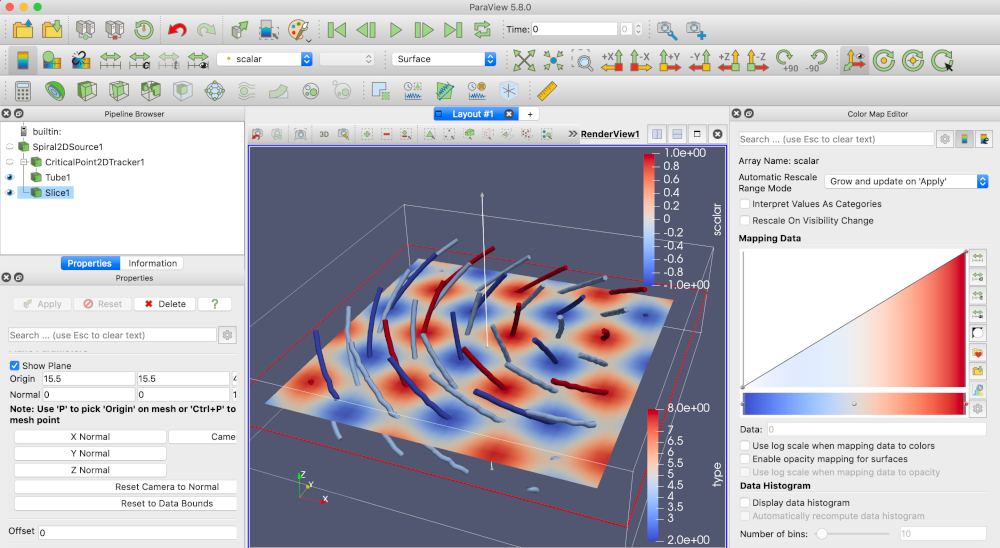 ParaView 5.8.0
Time: 0
0
scalar
Surface
+X
-X
+Y
-Y
+Z
-Z
+90
-90
Pipeline Browser
builtin:
Spiral2DSource1
CriticalPoint2DTracker1
Tube1
Slice1
Properties
Information
Properties
Apply
Reset
Delete
?
Search ... (use Esc to clear text)
Show Plane
Origin 15.5 15.5
Normal 0 0 1
Note: Use 'P' to pick 'Origin' on mesh or 'Ctrl+P' to
mesh point
X Normal
Came
Y Normal
Z Normal
Reset Camera to Normal
Reset to Data Bounds
Offset 0
Layout #1
+
3D
>> RenderView1
1.0e+00
0.8
0.6
0.4
0.2
0
-0.2
-0.4
-0.6
-0.8
-1.0e+00
scalar
8.0e+00
7
6.5
6
5.5
5
4.5
4
3.5
3
2.0e+00
type
Z
Y
X
Color Map Editor
Search ... (use Esc to clear text)
Array Name: scalar
Automatic Rescale
Range Mode
Grow and update on 'Apply'
Interpret Values As Categories
Rescale On Visibility Change
Mapping Data
Data: 0
Use log scale when mapping data to colors
Enable opacity mapping for surfaces
Use log scale when mapping data to opacity
Data Histogram
Display data histogram
Automatically recompute data histogram
Number of bins:
10